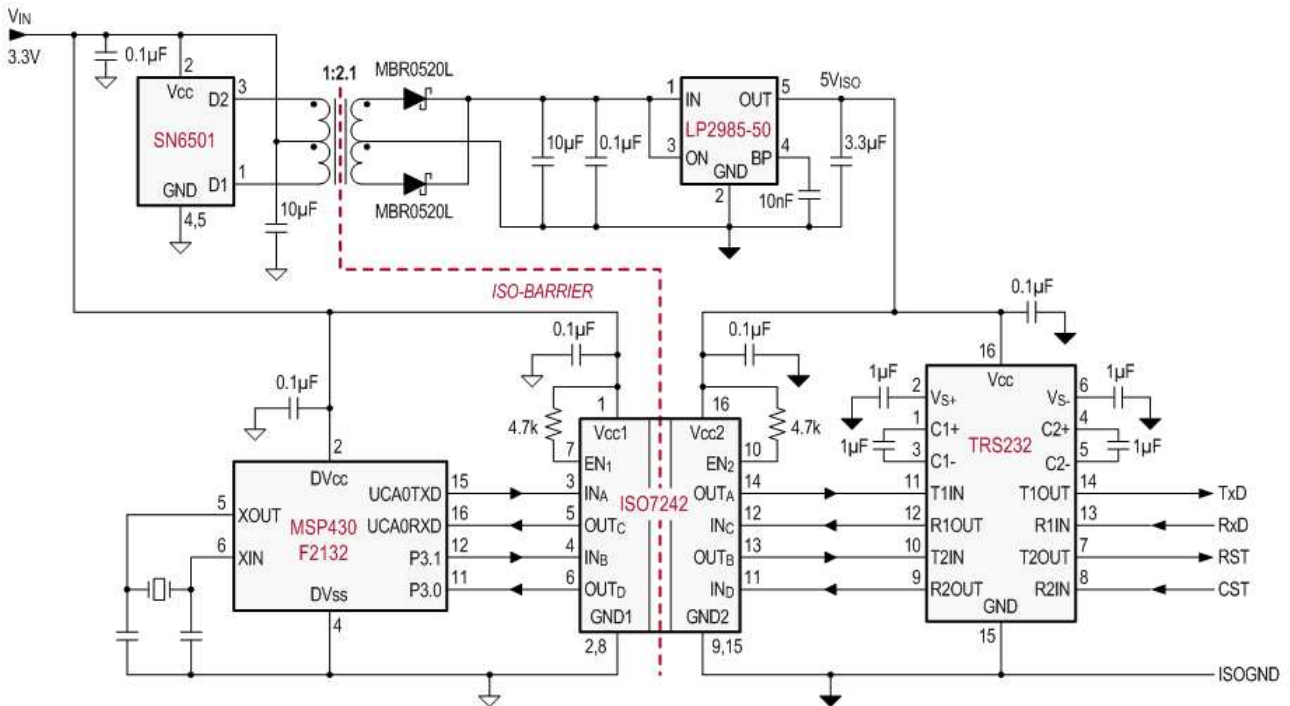 VIN
3.3V
0.1µF
2
Vcc
3
D2
SN6501
D1
1
GND
4,5
10µF
1:2.1
MBR0520L
MBR0520L
10µF
0.1µF
1
IN
OUT
5
LP2985-50
3
ON
BP
4
GND
2
10nF
5VISO
3.3µF
ISO-BARRIER
0.1µF
0.1µF
0.1µF
0.1µF
4.7k
1
Vcc1
7
EN1
16
Vcc2
4.7k
10
EN2
ISO7242
3
INA
OUTA
14
5
OUTC
INC
12
4
INB
OUTB
13
6
OUTD
IND
11
GND1
GND2
2,8
9,15
2
DVcc
MSP430
F2132
5
XOUT
6
XIN
UCA0TXD
15
UCA0RXD
16
P3.1
12
P3.0
11
DVss
4
16
Vcc
1µF
2
VS+
VS-
6
1µF
1
C1+
C2+
4
1µF
TRS232
1µF
3
C1-
C2-
5
11
T1IN
T1OUT
14
TxD
12
R1OUT
R1IN
13
RxD
10
T2IN
T2OUT
7
RST
9
R2OUT
R2IN
8
CST
GND
15
ISOGND